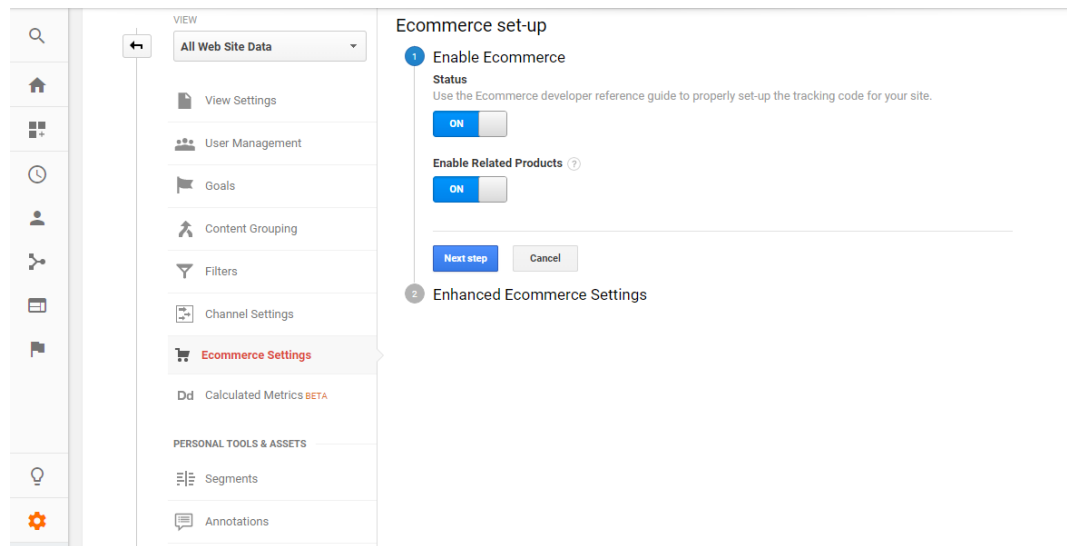 VIEW
All Web Site Data
View Settings
User Management
Goals
Content Grouping
Filters
Channel Settings
Ecommerce Settings
Dd Calculated Metrics BETA
PERSONAL TOOLS & ASSETS
Segments
Annotations
Ecommerce set-up
1 Enable Ecommerce
Status
Use the Ecommerce developer reference guide to properly set-up the tracking code for your site.
ON
Enable Related Products ?
ON
Next step Cancel
2 Enhanced Ecommerce Settings